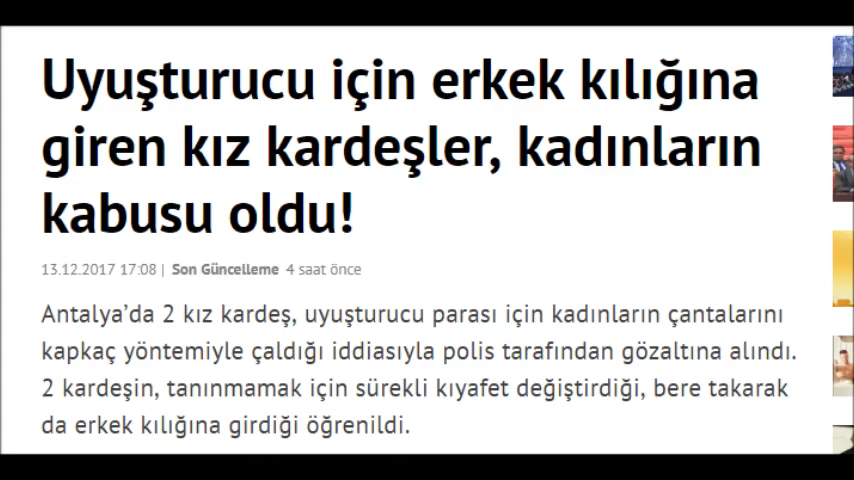 Uyuşturucu için erkek kılığına
giren kız kardeşler, kadınların
kabusu oldu!
13.12.2017 17:08 | Son Güncelleme 4 saat önce
Antalya’da 2 kız kardeş, uyuşturucu parası için kadınların çantalarını
kapkaç yöntemiyle çaldığı iddiasıyla polis tarafından gözaltına alındı.
2 kardeşin, tanınmamak için sürekli kıyafet değiştirdiği, bere takarak
da erkek kılığına girdiği öğrenildi.